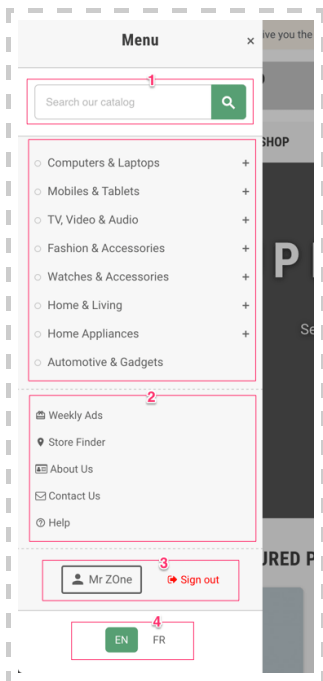 Menu
×
ive you the
1
Search our catalog
SHOP
Computers & Laptops +
Mobiles & Tablets +
TV, Video & Audio +
Fashion & Accessories +
Watches & Accessories +
P
Home & Living +
Se
Home Appliances +
Automotive & Gadgets
2
Weekly Ads
Store Finder
About Us
Contact Us
Help
URED P
3
Mr ZOne
Sign out
4
EN FR